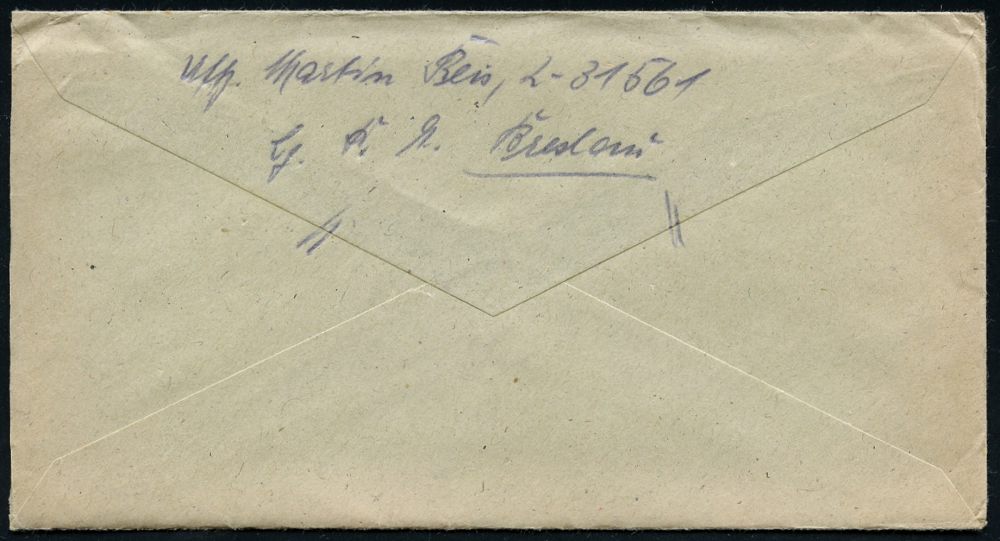 Uffz. Martin Beis, L-31561
Lg. P. A. Breslau